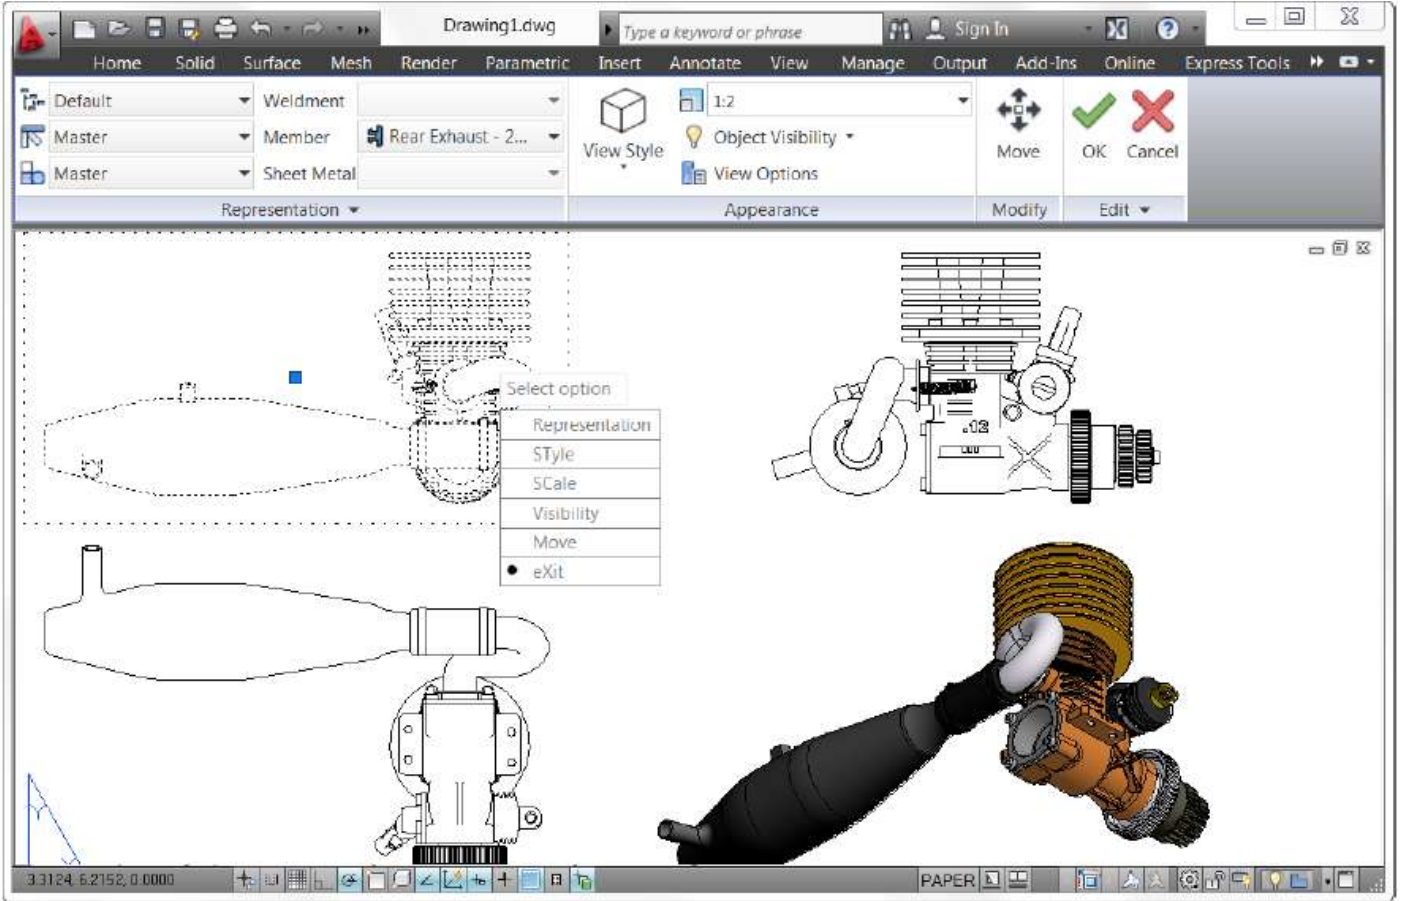 Drawing1.dwg Type a keyword or phrase Sign In
Home Solid Surface Mesh Render Parametric Insert Annotate View Manage Output Add-Ins Online Express Tools
Default Weldment 1:2
Master Member Rear Exhaust - 2... View Style Object Visibility Move OK Cancel
Master Sheet Metal View Options
Representation Appearance Modify Edit
Select option
Representation
STyle
SCale
Visibility
Move
eXit
.12
3.3124, 6.2152, 0.0000 PAPER